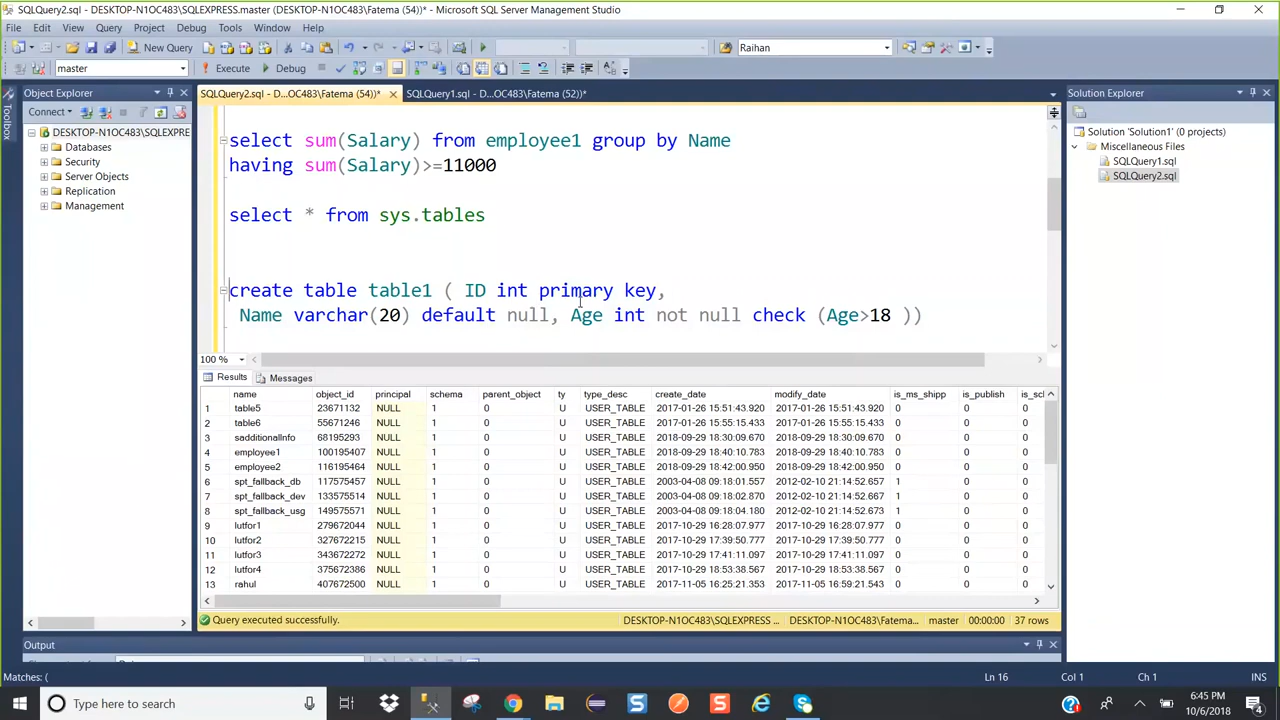 SQLQuery2.sql - DESKTOP-N1OC483\SQLEXPRESS.master (DESKTOP-N1OC483\Fatema (54))* - Microsoft SQL Server Management Studio
File Edit View Query Project Debug Tools Window Help
New Query Raihan
master Execute Debug
Object Explorer SQLQuery2.sql - D...OC483\Fatema (54))* SQLQuery1.sql - D...OC483\Fatema (52))* Solution Explorer
Toolbox
Connect
DESKTOP-N1OC483\SQLEXPRE
Databases
Security
Server Objects
Replication
Management
Solution 'Solution1' (0 projects)
Miscellaneous Files
SQLQuery1.sql
SQLQuery2.sql
select sum(Salary) from employee1 group by Name
having sum(Salary)>=11000
select * from sys.tables
create table table1 ( ID int primary key,
Name varchar(20) default null, Age int not null check (Age>18 ))
100 %
Results Messages
name object_id principal schema parent_object ty type_desc create_date modify_date is_ms_shipp is_publish is_scl
1 table5 23671132 NULL 1 0 U USER_TABLE 2017-01-26 15:51:43.920 2017-01-26 15:51:43.920 0 0 0
2 table6 55671246 NULL 1 0 U USER_TABLE 2017-01-26 15:55:15.433 2017-01-26 15:55:15.433 0 0 0
3 sadditionalInfo 68195293 NULL 1 0 U USER_TABLE 2018-09-29 18:30:09.670 2018-09-29 18:30:09.670 0 0 0
4 employee1 100195407 NULL 1 0 U USER_TABLE 2018-09-29 18:40:10.783 2018-09-29 18:40:10.783 0 0 0
5 employee2 116195464 NULL 1 0 U USER_TABLE 2018-09-29 18:42:00.950 2018-09-29 18:42:00.950 0 0 0
6 spt_fallback_db 117575457 NULL 1 0 U USER_TABLE 2003-04-08 09:18:01.557 2012-02-10 21:14:52.657 1 0 0
7 spt_fallback_dev 133575514 NULL 1 0 U USER_TABLE 2003-04-08 09:18:02.870 2012-02-10 21:14:52.667 1 0 0
8 spt_fallback_usg 149575571 NULL 1 0 U USER_TABLE 2003-04-08 09:18:04.180 2012-02-10 21:14:52.673 1 0 0
9 lutfor1 279672044 NULL 1 0 U USER_TABLE 2017-10-29 16:28:07.977 2017-10-29 16:28:07.977 0 0 0
10 lutfor2 327672215 NULL 1 0 U USER_TABLE 2017-10-29 17:39:50.777 2017-10-29 17:39:50.777 0 0 0
11 lutfor3 343672272 NULL 1 0 U USER_TABLE 2017-10-29 17:41:11.097 2017-10-29 17:41:11.097 0 0 0
12 lutfor4 375672386 NULL 1 0 U USER_TABLE 2017-10-29 18:53:38.567 2017-10-29 18:53:38.567 0 0 0
13 rahul 407672500 NULL 1 0 U USER_TABLE 2017-11-05 16:25:21.353 2017-11-05 16:59:21.543 0 0 0
Query executed successfully. DESKTOP-N1OC483\SQLEXPRESS ... DESKTOP-N1OC483\Fatema... master 00:00:00 37 rows
Output
Matches: ( Ln 16 Col 1 Ch 1 INS
Type here to search 6:45 PM
10/6/2018
4